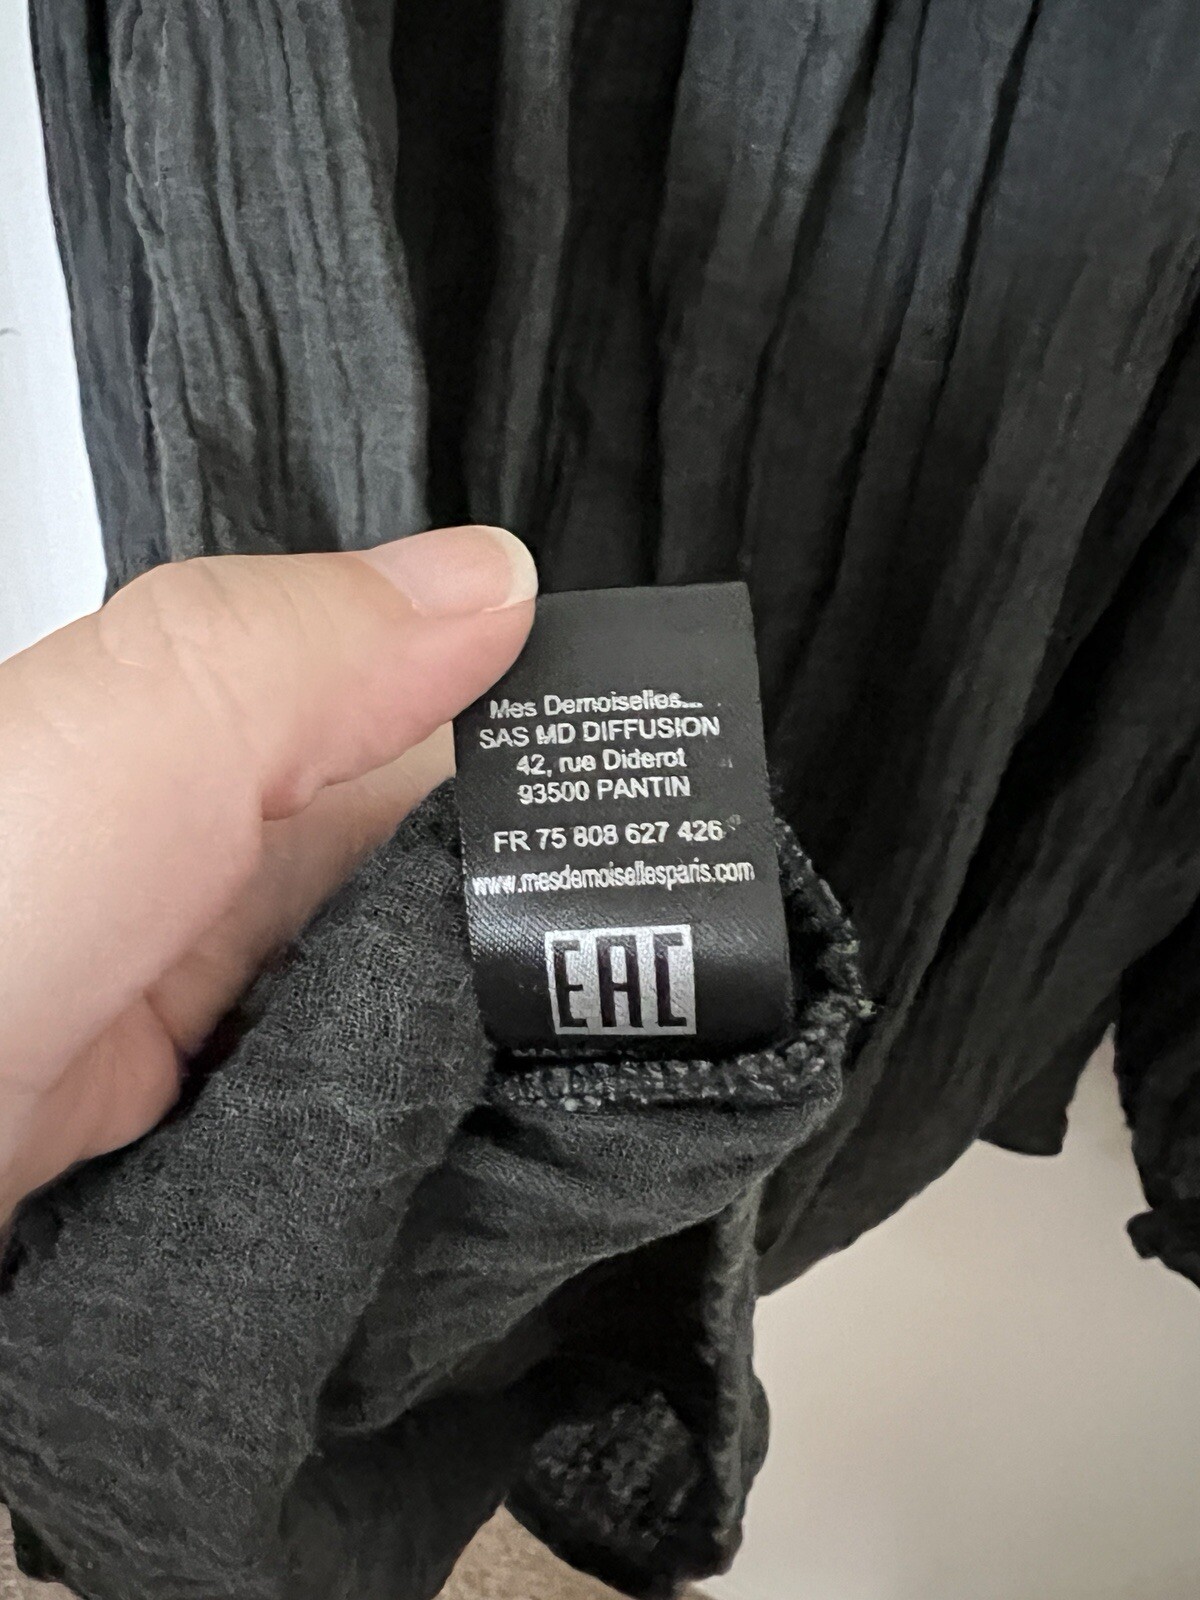 Mes Demoiselles...
SAS MD DIFFUSION
42, rue Diderot
93500 PANTIN
FR 75 808 627 426
www.mesdemoisellesparis.com
EAC